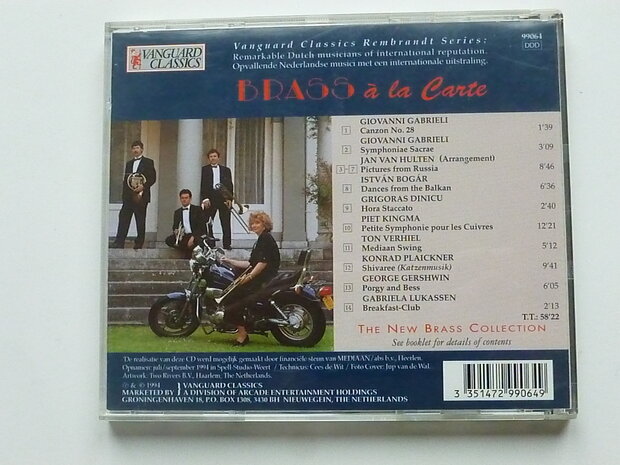 VANGUARD
CLASSICS
Vanguard Classics Rembrandt Series:
Remarkable Dutch musicians of international reputation.
Opvallende Nederlandse musici met een internationale uitstraling.
99064
DDD
BRASS à la Carte
GIOVANNI GABRIELI
1 Canzon No. 28 1'39
GIOVANNI GABRIELI
2 Symphoniae Sacrae 3'09
JAN VAN HULTEN (Arrangement)
3 - 7 Pictures from Russia 8'46
ISTVÁN BOGÁR
8 Dances from the Balkan 6'36
GRIGORAS DINICU
9 Hora Staccato 2'40
PIET KINGMA
10 Petite Symphonie pour les Cuivres 12'21
TON VERHIEL
11 Mediaan Swing 5'12
KONRAD PLAICKNER
12 Shivaree (Katzenmusik) 9'41
GEORGE GERSHWIN
13 Porgy and Bess 6'05
GABRIELA LUKASSEN
14 Breakfast-Club 2'13
T.T.: 58'22
THE NEW BRASS COLLECTION
See booklet for details of contents
De realisatie van deze CD werd mogelijk gemaakt door financiële steun van MEDIAAN/abs b.v., Heerlen.
Opnamen: juli / september 1994 in Spell Studio-Weert / Technicus: Cees de Wit / Foto Cover: Jup van de Wal.
Artwork: Two Rivers B.V., Haarlem, The Netherlands.
℗ & © 1994 VANGUARD CLASSICS
MARKETED BY A DIVISION OF ARCADE ENTERTAINMENT HOLDINGS
GRONINGENHAVEN 18, P.O. BOX 1308, 3430 BH NIEUWEGEIN, THE NETHERLANDS
3 351472 990649